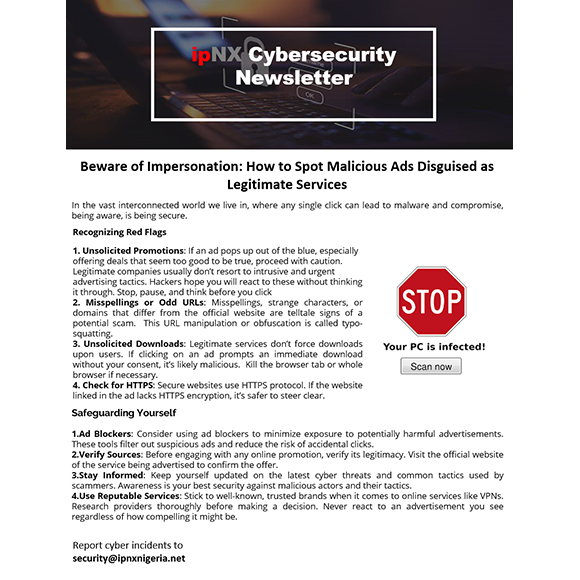 ipNX Cybersecurity
Newsletter
Beware of Impersonation: How to Spot Malicious Ads Disguised as
Legitimate Services
In the vast interconnected world we live in, where any single click can lead to malware and compromise,
being aware, is being secure.
Recognizing Red Flags
1. Unsolicited Promotions: If an ad pops up out of the blue, especially
offering deals that seem too good to be true, proceed with caution.
Legitimate companies usually don't resort to intrusive and urgent
advertising tactics. Hackers hope you will react to these without thinking
it through. Stop, pause, and think before you click
2. Misspellings or Odd URLs: Misspellings, strange characters, or
domains that differ from the official website are telltale signs of a
potential scam. This URL manipulation or obfuscation is called typo-
squatting.
3. Unsolicited Downloads: Legitimate services don't force downloads
upon users. If clicking on an ad prompts an immediate download
without your consent, it's likely malicious. Kill the browser tab or whole
browser if necessary.
4. Check for HTTPS: Secure websites use HTTPS protocol. If the website
linked in the ad lacks HTTPS encryption, it's safer to steer clear.
STOP
Your PC is infected!
Scan now
Safeguarding Yourself
1.Ad Blockers: Consider using ad blockers to minimize exposure to potentially harmful advertisements.
These tools filter out suspicious ads and reduce the risk of accidental clicks.
2.Verify Sources: Before engaging with any online promotion, verify its legitimacy. Visit the official website
of the service being advertised to confirm the offer.
3.Stay Informed: Keep yourself updated on the latest cyber threats and common tactics used by
scammers. Awareness is your best security against malicious actors and their tactics.
4.Use Reputable Services: Stick to well-known, trusted brands when it comes to online services like VPNs.
Research providers thoroughly before making a decision. Never react to an advertisement you see
regardless of how compelling it might be.
Report cyber incidents to
security@ipnxnigeria.net